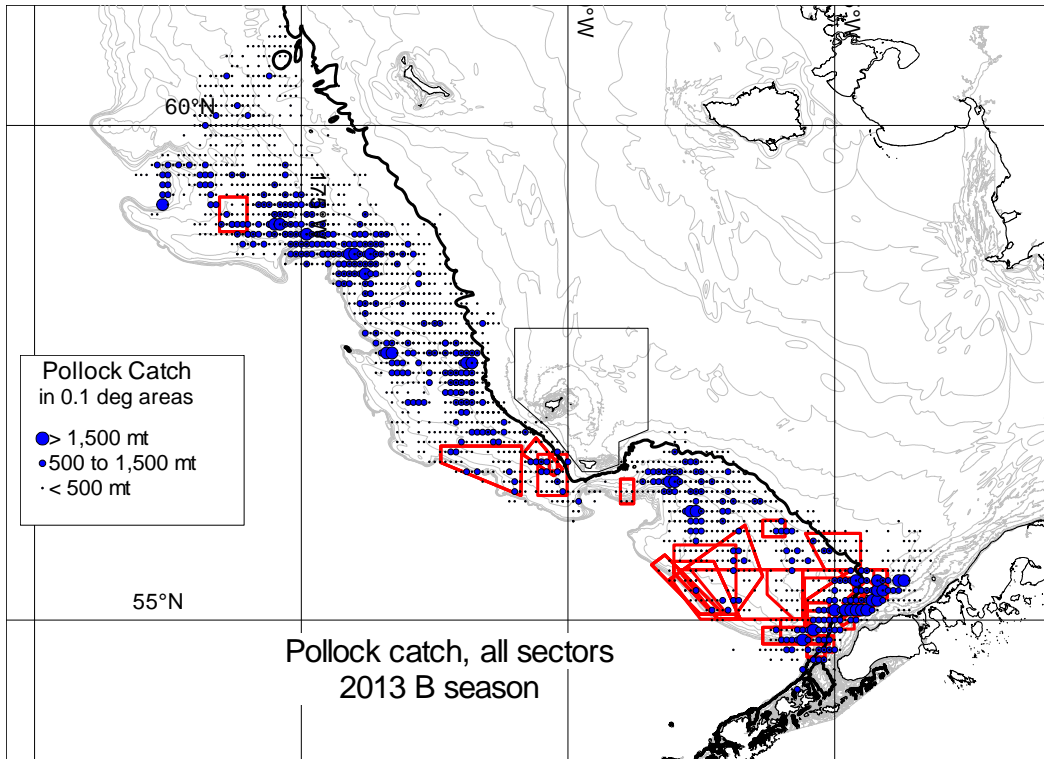 °W
°W
60°N
175°W
Pollock Catch
in 0.1 deg areas
> 1,500 mt
500 to 1,500 mt
< 500 mt
55°N
Pollock catch, all sectors
2013 B season